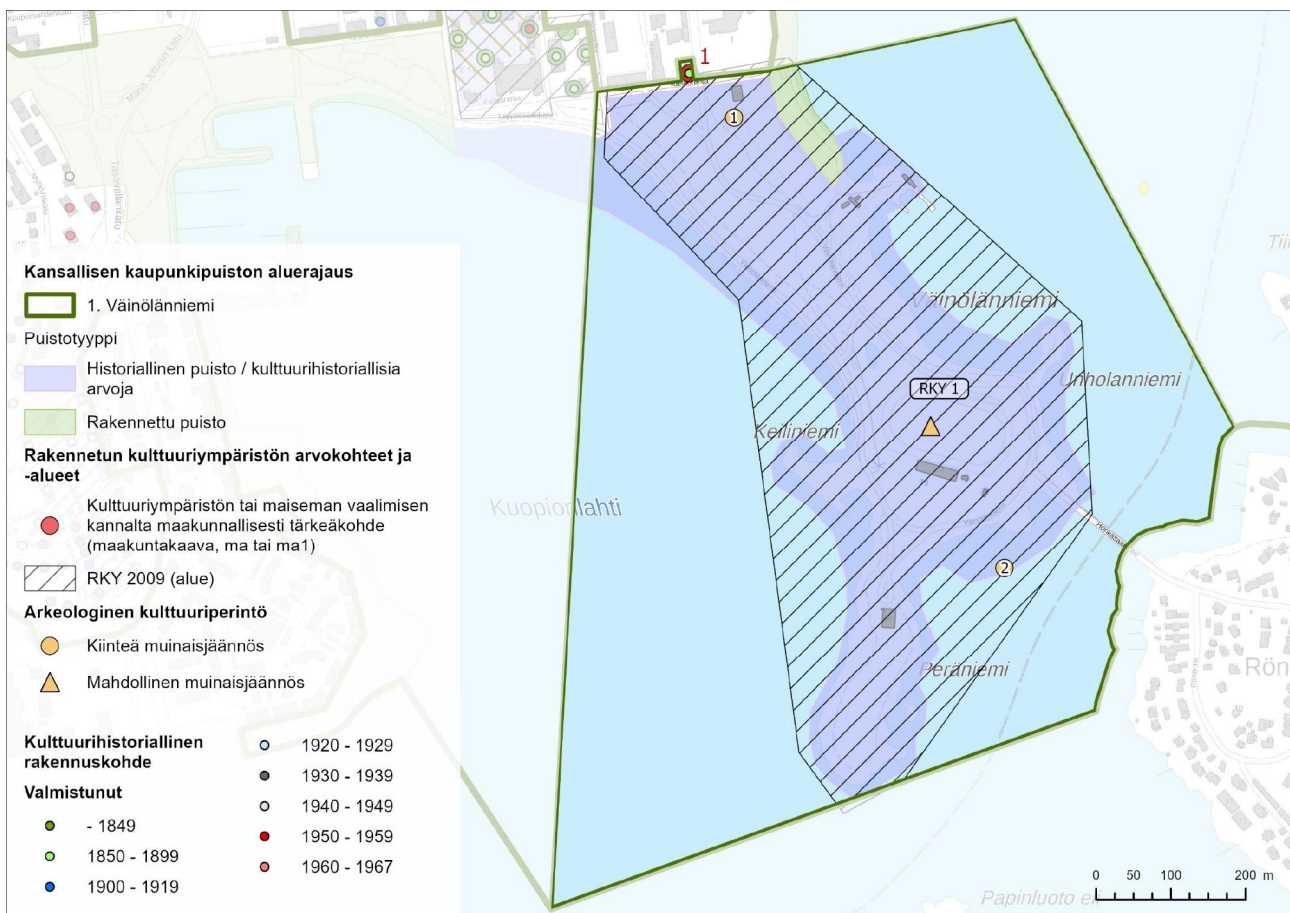 Kansallisen kaupunkipuiston aluerajaus
1. Väinölänniemi
Puistotyyppi
Historiallinen puisto / kulttuurihistoriallisia
arvoja
Rakennettu puisto
Rakennetun kulttuuriympäristön arvokohteet ja
-alueet
Kulttuuriympäristön tai maiseman vaalimisen
kannalta maakunnallisesti tärkeäkohde
(maakuntakaava, ma tai ma1)
RKY 2009 (alue)
Arkeologinen kulttuuriperintö
Kiinteä muinaisjäännös
Mahdollinen muinaisjäännös
Kulttuurihistoriallinen
rakennuskohde
Valmistunut
- 1849
1850 - 1899
1900 - 1919
1920 - 1929
1930 - 1939
1940 - 1949
1950 - 1959
1960 - 1967
1
1
Väinölänniemi
Unholanniemi
RKY 1
Keiliniemi
Kuopionlahti
2
Peräniemi
Rön
Papinluoto eli
0 50 100 200 m